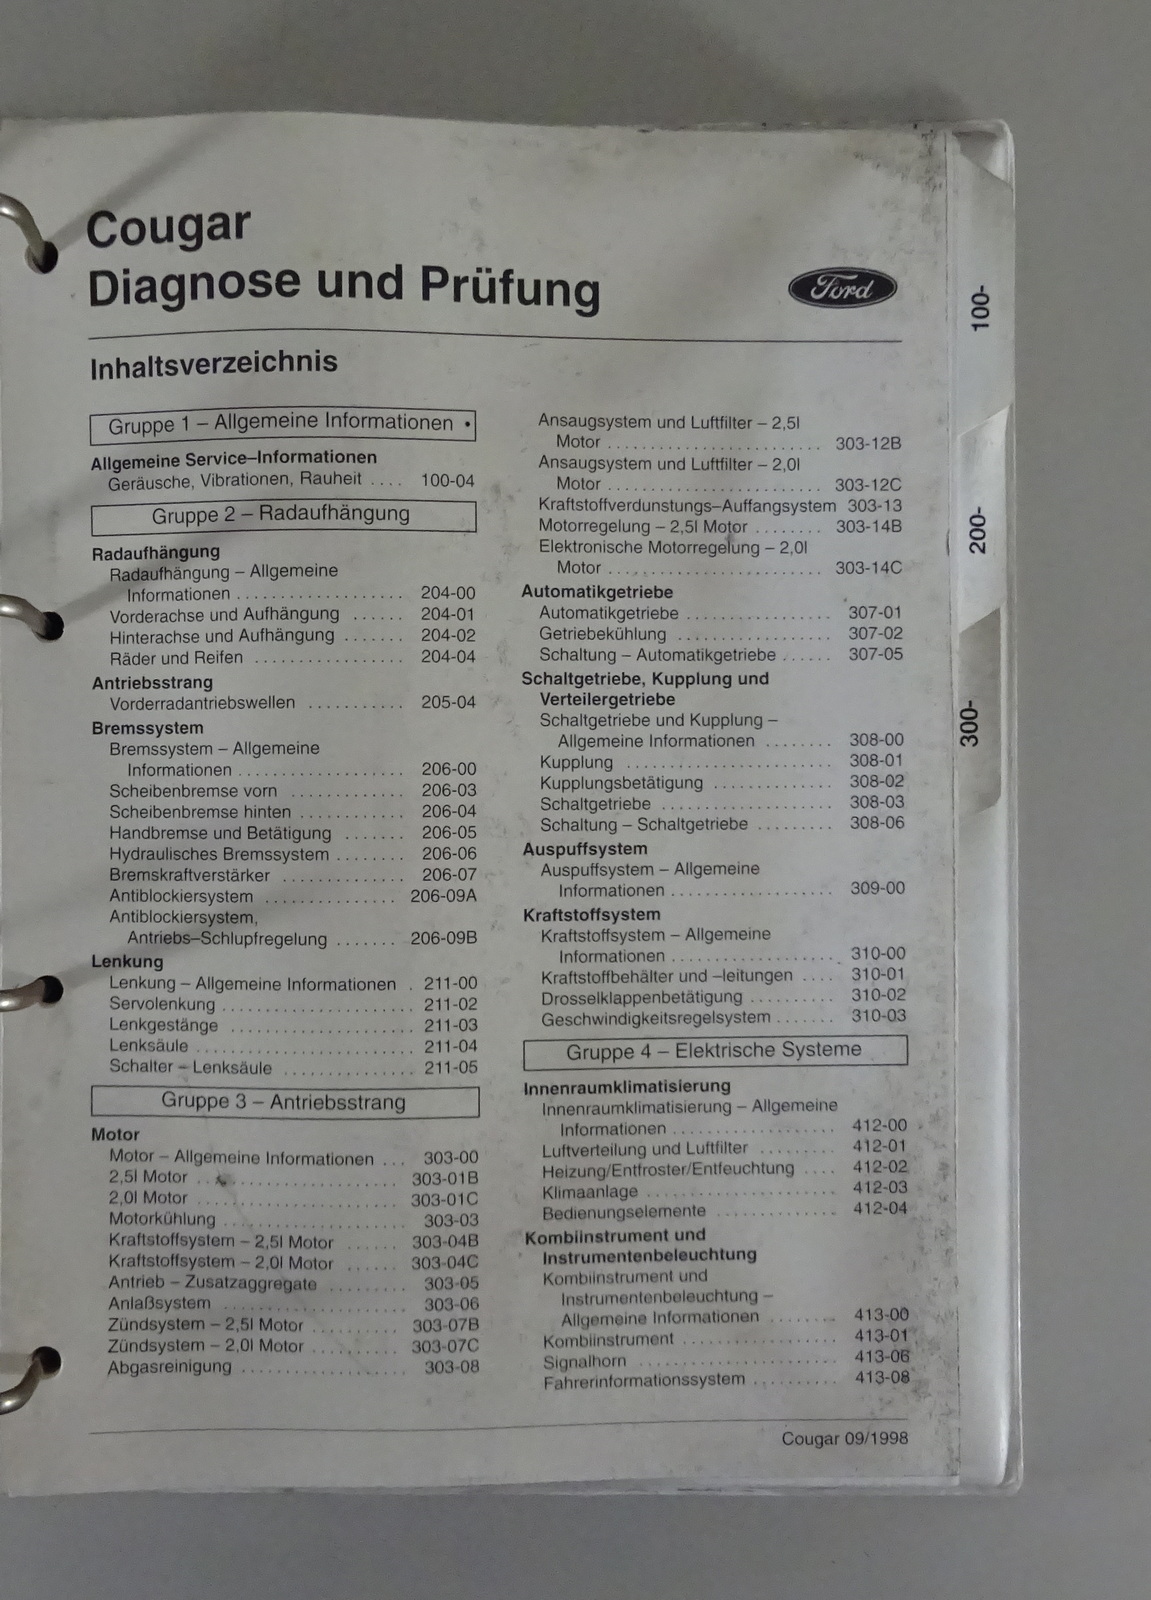 Cougar
Diagnose und Prüfung
Ford
Inhaltsverzeichnis
Gruppe 1 – Allgemeine Informationen
Allgemeine Service–Informationen
Geräusche, Vibrationen, Rauheit .... 100-04
Gruppe 2 – Radaufhängung
Radaufhängung
Radaufhängung – Allgemeine
Informationen ................... 204-00
Vorderachse und Aufhängung ...... 204-01
Hinterachse und Aufhängung ....... 204-02
Räder und Reifen ................. 204-04
Antriebsstrang
Vorderradantriebswellen ........... 205-04
Bremssystem
Bremssystem – Allgemeine
Informationen ................... 206-00
Scheibenbremse vorn ............. 206-03
Scheibenbremse hinten ............ 206-04
Handbremse und Betätigung ....... 206-05
Hydraulisches Bremssystem ........ 206-06
Bremskraftverstärker .............. 206-07
Antiblockiersystem ............... 206-09A
Antiblockiersystem,
Antriebs–Schlupfregelung ....... 206-09B
Lenkung
Lenkung – Allgemeine Informationen . 211-00
Servolenkung ...................... 211-02
Lenkgestänge ..................... 211-03
Lenksäule ......................... 211-04
Schalter – Lenksäule ............... 211-05
Gruppe 3 – Antriebsstrang
Motor
Motor – Allgemeine Informationen ... 303-00
2,5l Motor ...................... 303-01B
2,0l Motor ...................... 303-01C
Motorkühlung .................... 303-03
Kraftstoffsystem – 2,5l Motor ...... 303-04B
Kraftstoffsystem – 2,0l Motor ...... 303-04C
Antrieb – Zusatzaggregate ......... 303-05
Anlaßsystem .................... 303-06
Zündsystem – 2,5l Motor .......... 303-07B
Zündsystem – 2,0l Motor .......... 303-07C
Abgasreinigung .................. 303-08
Ansaugsystem und Luftfilter – 2,5l
Motor ........................ 303-12B
Ansaugsystem und Luftfilter – 2,0l
Motor ........................ 303-12C
Kraftstoffverdunstungs–Auffangsystem 303-13
Motorregelung – 2,5l Motor ........ 303-14B
Elektronische Motorregelung – 2,0l
Motor ........................ 303-14C
Automatikgetriebe
Automatikgetriebe ................ 307-01
Getriebekühlung ................. 307-02
Schaltung – Automatikgetriebe ...... 307-05
Schaltgetriebe, Kupplung und
Verteilergetriebe
Schaltgetriebe und Kupplung –
Allgemeine Informationen ........ 308-00
Kupplung ....................... 308-01
Kupplungsbetätigung ............. 308-02
Schaltgetriebe ................... 308-03
Schaltung – Schaltgetriebe ......... 308-06
Auspuffsystem
Auspuffsystem – Allgemeine
Informationen ................... 309-00
Kraftstoffsystem
Kraftstoffsystem – Allgemeine
Informationen ................... 310-00
Kraftstoffbehälter und –leitungen .... 310-01
Drosselklappenbetätigung .......... 310-02
Geschwindigkeitsregelsystem ....... 310-03
Gruppe 4 – Elektrische Systeme
Innenraumklimatisierung
Innenraumklimatisierung – Allgemeine
Informationen ................... 412-00
Luftverteilung und Luftfilter ......... 412-01
Heizung/Entfroster/Entfeuchtung .... 412-02
Klimaanlage ...................... 412-03
Bedienungselemente .............. 412-04
Kombiinstrument und
Instrumentenbeleuchtung
Kombiinstrument und
Instrumentenbeleuchtung –
Allgemeine Informationen ........ 413-00
Kombiinstrument .................. 413-01
Signalhorn ....................... 413-06
Fahrerinformationssystem .......... 413-08
Cougar 09/1998
100-
200-
300-